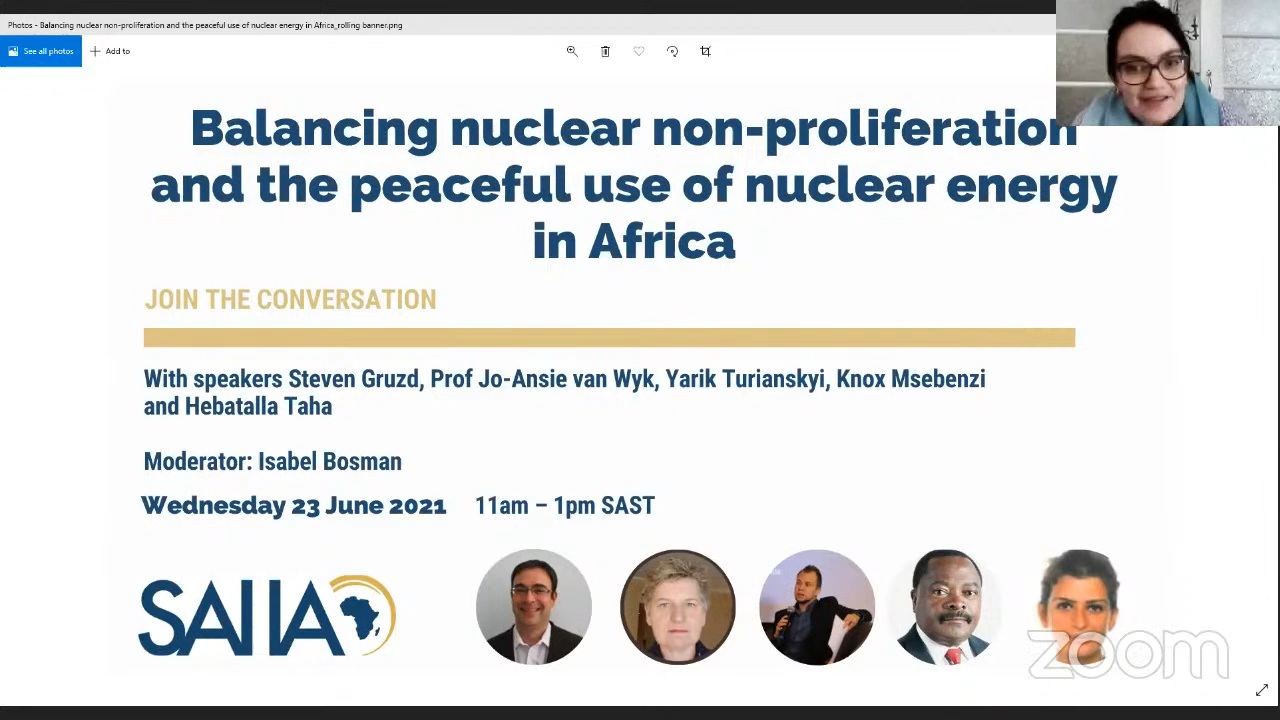 Photos - Balancing nuclear non-proliferation and the peaceful use of nuclear energy in Africa_rolling banner.png
See all photos
Add to
Balancing nuclear non-proliferation
and the peaceful use of nuclear energy
in Africa
JOIN THE CONVERSATION
With speakers Steven Gruzd, Prof Jo-Ansie van Wyk, Yarik Turianskyi, Knox Msebenzi
and Hebatalla Taha
Moderator: Isabel Bosman
Wednesday 23 June 2021 11am – 1pm SAST
SAIIA
zoom